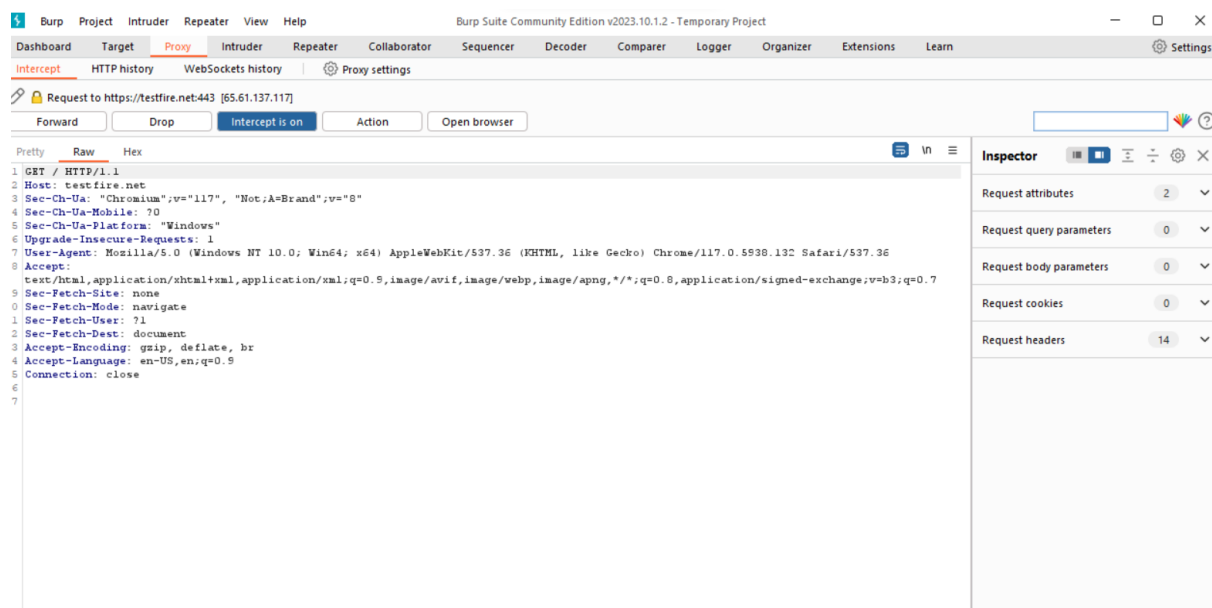 Burp Project Intruder Repeater View Help Burp Suite Community Edition v2023.10.1.2 - Temporary Project
Dashboard Target Proxy Intruder Repeater Collaborator Sequencer Decoder Comparer Logger Organizer Extensions Learn Settings
Intercept HTTP history WebSockets history Proxy settings
Request to https://testfire.net:443 [65.61.137.117]
Forward Drop Intercept is on Action Open browser
Pretty Raw Hex \n
Inspector
Request attributes 2
Request query parameters 0
Request body parameters 0
Request cookies 0
Request headers 14
1 GET / HTTP/1.1
2 Host: testfire.net
3 Sec-Ch-Ua: "Chromium";v="117", "Not;A=Brand";v="8"
4 Sec-Ch-Ua-Mobile: ?0
5 Sec-Ch-Ua-Platform: "Windows"
6 Upgrade-Insecure-Requests: 1
7 User-Agent: Mozilla/5.0 (Windows NT 10.0; Win64; x64) AppleWebKit/537.36 (KHTML, like Gecko) Chrome/117.0.5938.132 Safari/537.36
8 Accept:
text/html,application/xhtml+xml,application/xml;q=0.9,image/avif,image/webp,image/apng,*/*;q=0.8,application/signed-exchange;v=b3;q=0.7
9 Sec-Fetch-Site: none
0 Sec-Fetch-Mode: navigate
1 Sec-Fetch-User: ?1
2 Sec-Fetch-Dest: document
3 Accept-Encoding: gzip, deflate, br
4 Accept-Language: en-US,en;q=0.9
5 Connection: close
6
7